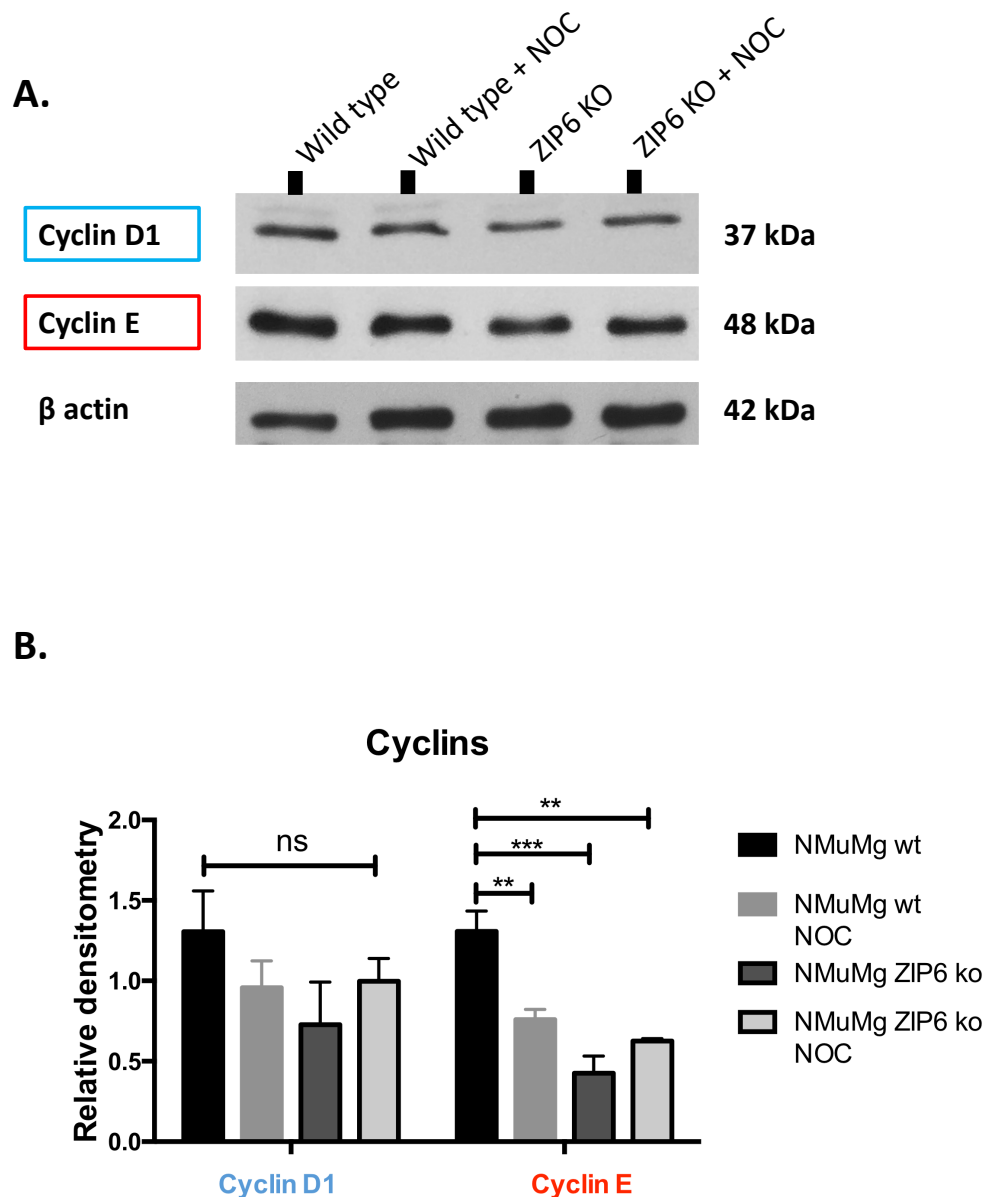 A.
Wild type
Wild type + NOC
ZIP6 KO
ZIP6 KO + NOC
Cyclin D1
37 kDa
Cyclin E
48 kDa
β actin
42 kDa
B.
Cyclins
Relative densitometry
2.0
1.5
1.0
0.5
0.0
ns
**
***
**
Cyclin D1
Cyclin E
NMuMg wt
NMuMg wt
NOC
NMuMg ZIP6 ko
NMuMg ZIP6 ko
NOC